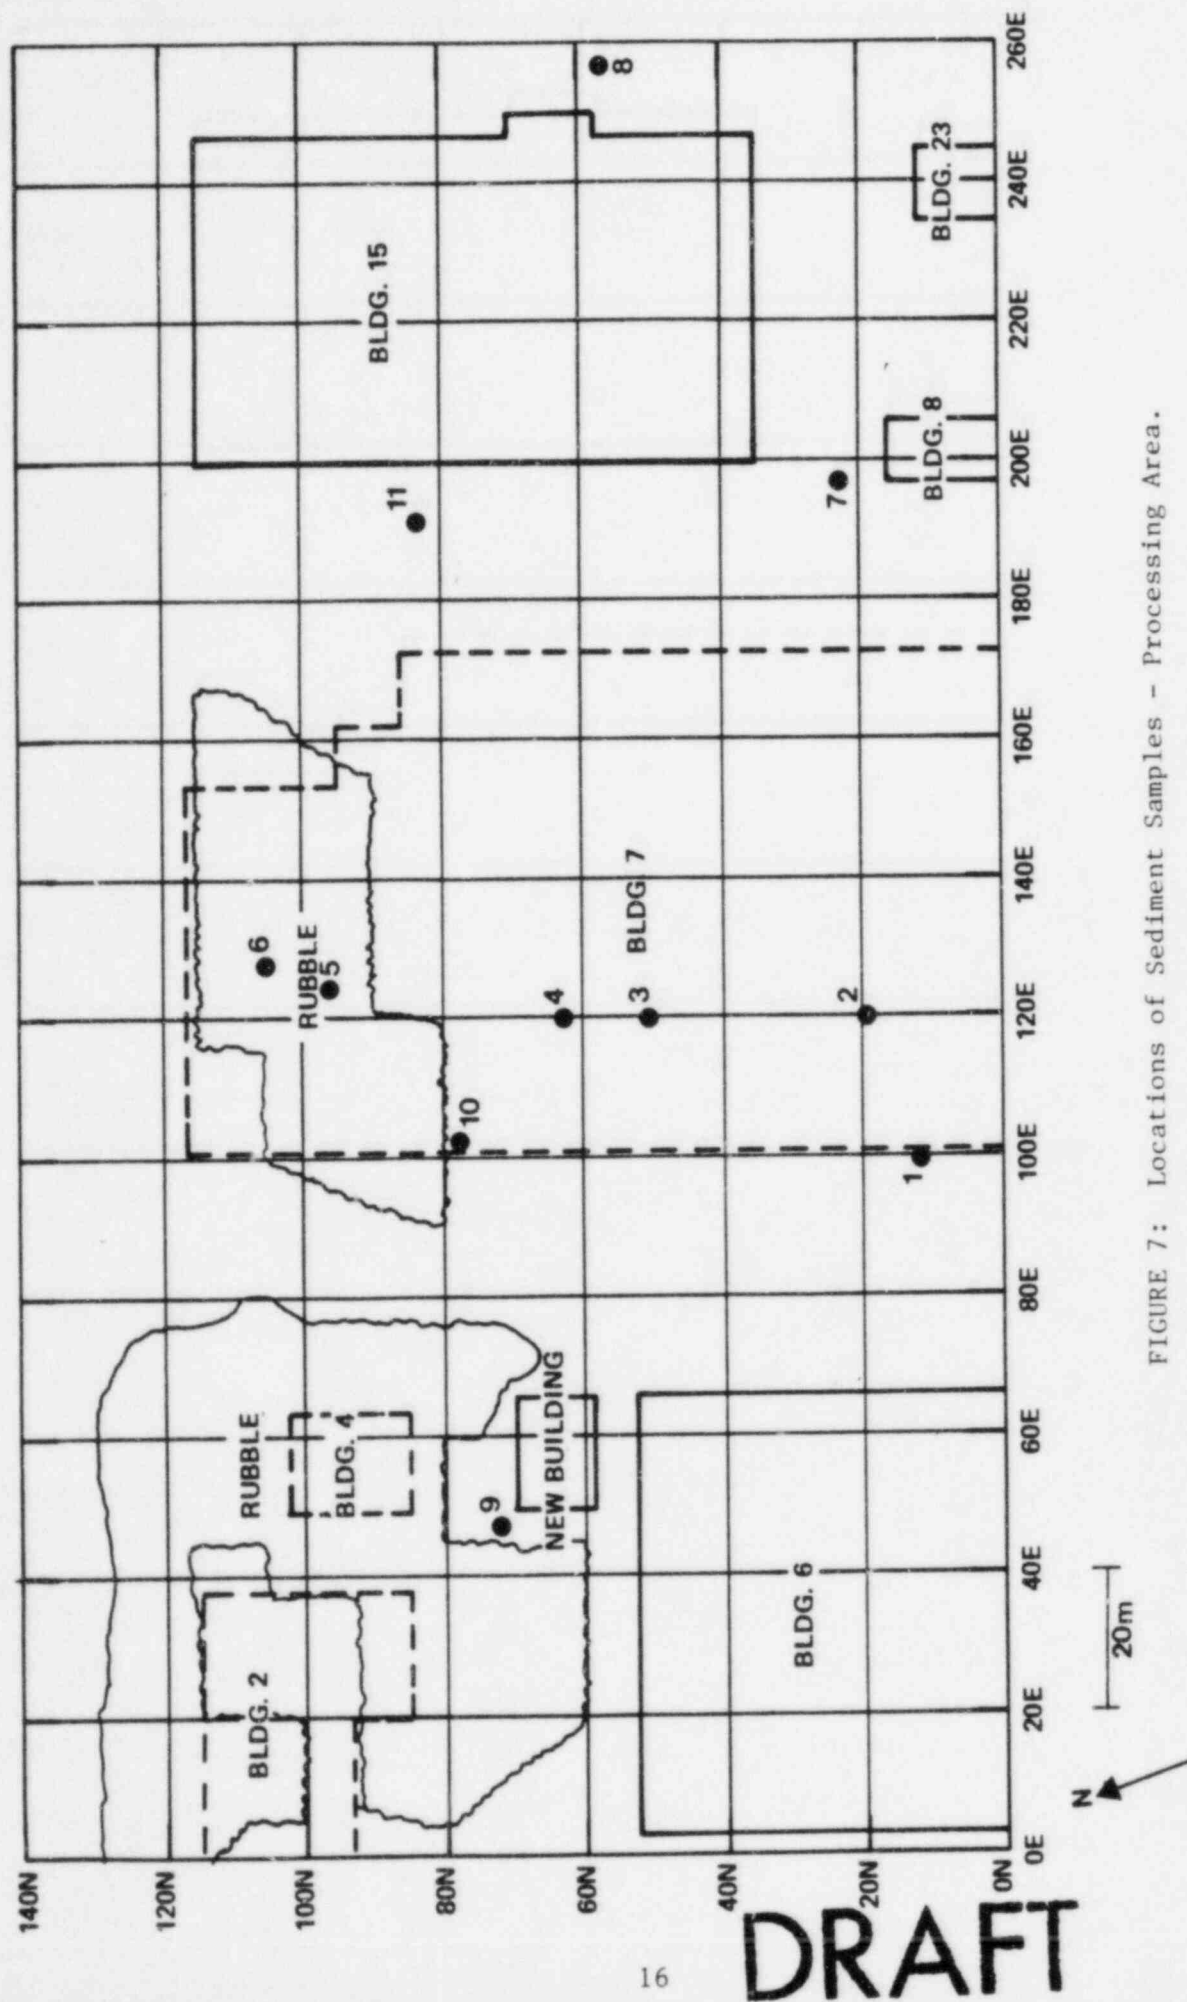 140N
120N
100N
80N
60N
40N
20N
0N
0E
20E
40E
60E
80E
100E
120E
140E
160E
180E
200E
220E
240E
260E
BLDG. 2
RUBBLE
BLDG. 4
9
NEW BUILDING
BLDG. 6
10
6
RUBBLE
5
4
3
2
1
BLDG. 7
11
7
BLDG. 15
8
BLDG. 8
BLDG. 23
N
20m
FIGURE 7: Locations of Sediment Samples - Processing Area.
16
DRAFT